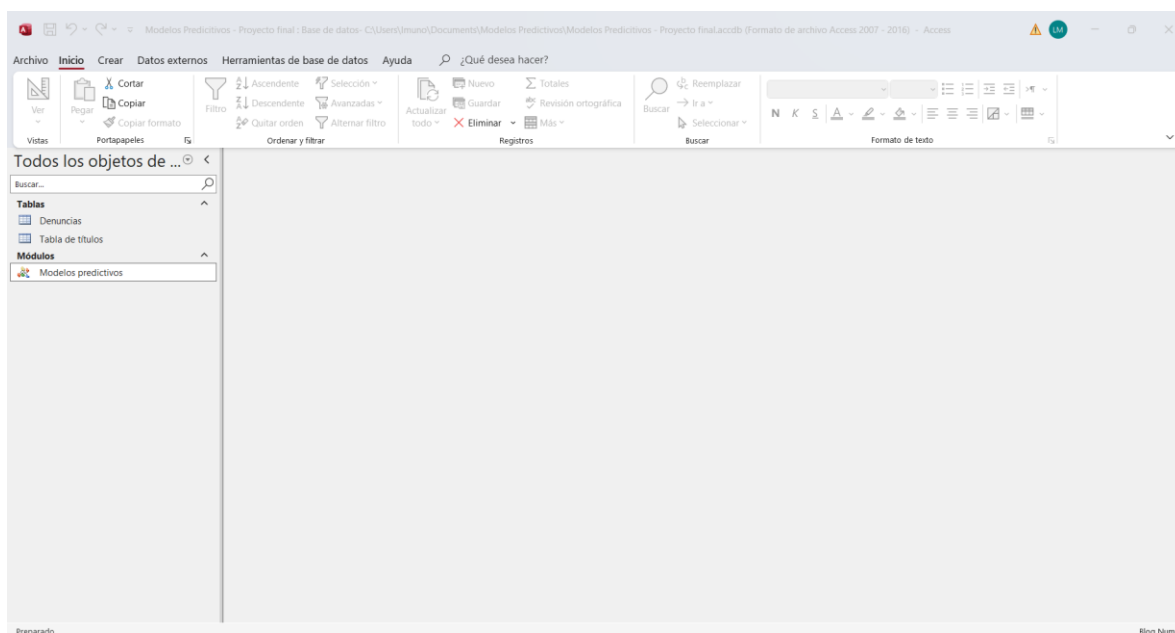 Modelos Predicitivos - Proyecto final : Base de datos- C:\Users\lmano\Documents\Modelos Predictivos\Modelos Predicitivos - Proyecto final.accdb (Formato de archivo Access 2007 - 2016) - Access
LM
Archivo Inicio Crear Datos externos Herramientas de base de datos Ayuda ¿Qué desea hacer?
Ver
Pegar
Cortar
Copiar
Copiar formato
Filtro
Ascendente
Descendente
Quitar orden
Selección
Avanzadas
Alternar filtro
Actualizar
todo
Nuevo
Guardar
Eliminar
Totales
Revisión ortográfica
Más
Buscar
Reemplazar
Ir a
Seleccionar
N K S A
Vistas Portapapeles Ordenar y filtrar Registros Buscar Formato de texto
Todos los objetos de ...
Buscar...
Tablas
Denuncias
Tabla de títulos
Módulos
Modelos predictivos
Preparado
Bloq Num